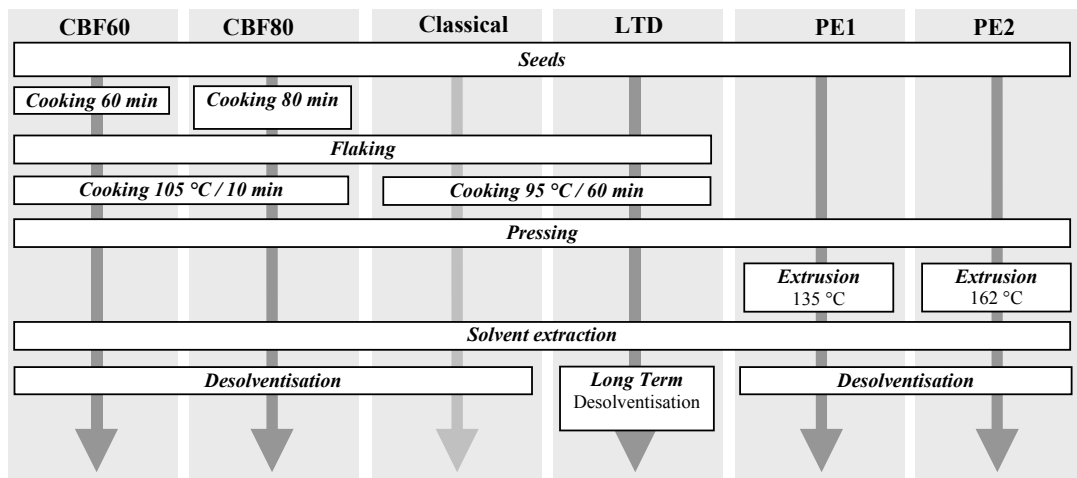 CBF60 CBF80 Classical LTD PE1 PE2
Seeds
Cooking 60 min Cooking 80 min
Flaking
Cooking 105 °C / 10 min Cooking 95 °C / 60 min
Pressing
Extrusion Extrusion
135 °C 162 °C
Solvent extraction
Desolventisation Long Term Desolventisation
Desolventisation